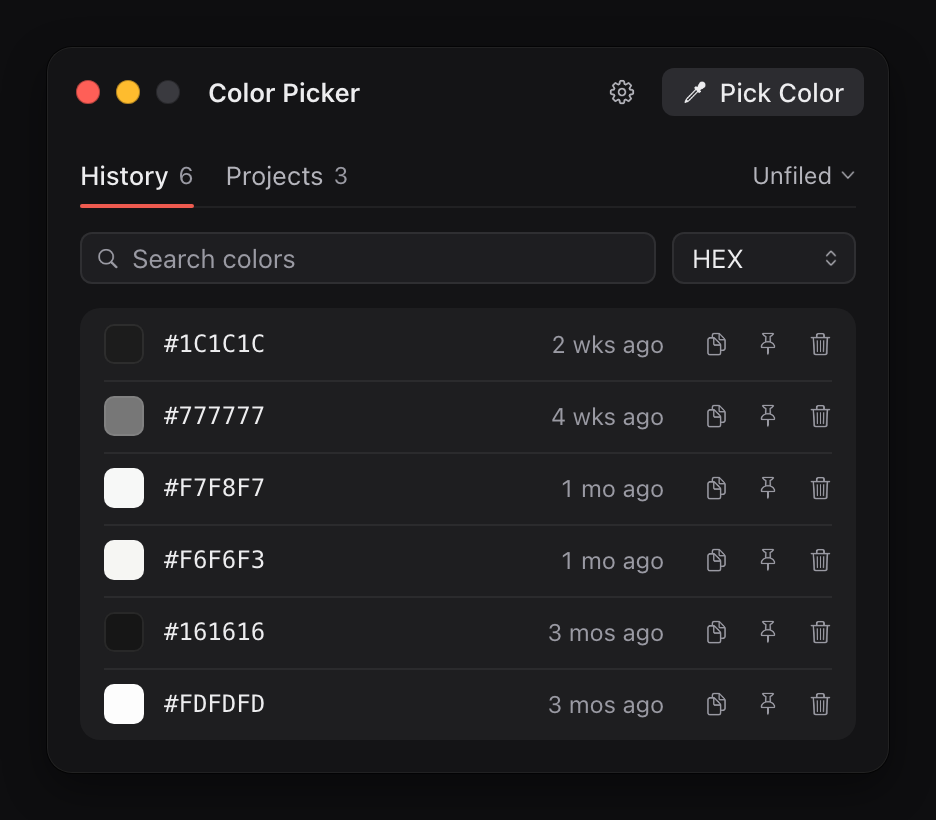 Color Picker
Pick Color
History 6
Projects 3
Unfiled
Search colors
HEX
#1C1C1C 2 wks ago
#777777 4 wks ago
#F7F8F7 1 mo ago
#F6F6F3 1 mo ago
#161616 3 mos ago
#FDFDFD 3 mos ago